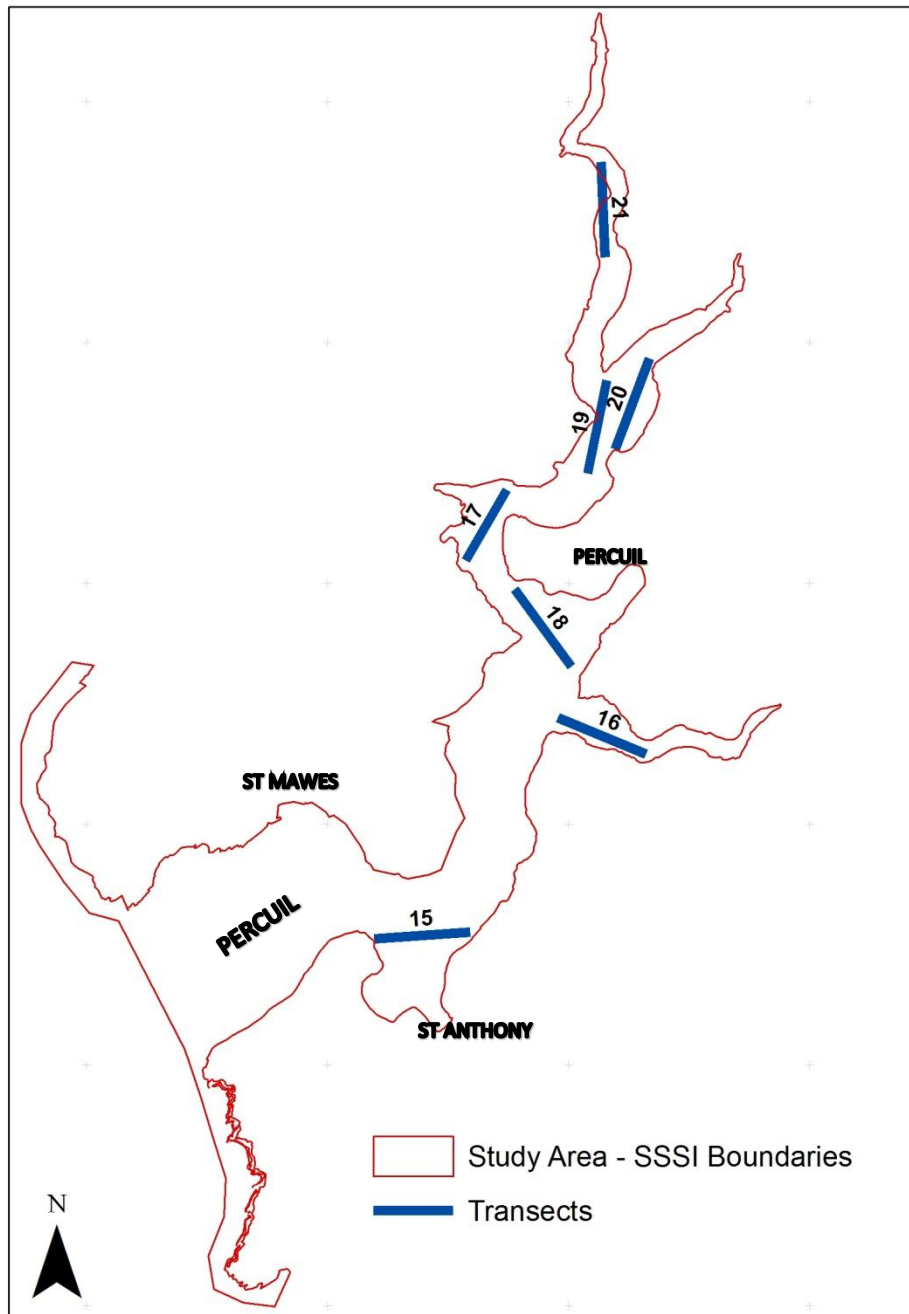 21
20
19
17
PERCUIL
18
16
ST MAWES
PERCUIL
15
ST ANTHONY
Study Area - SSSI Boundaries
Transects
N